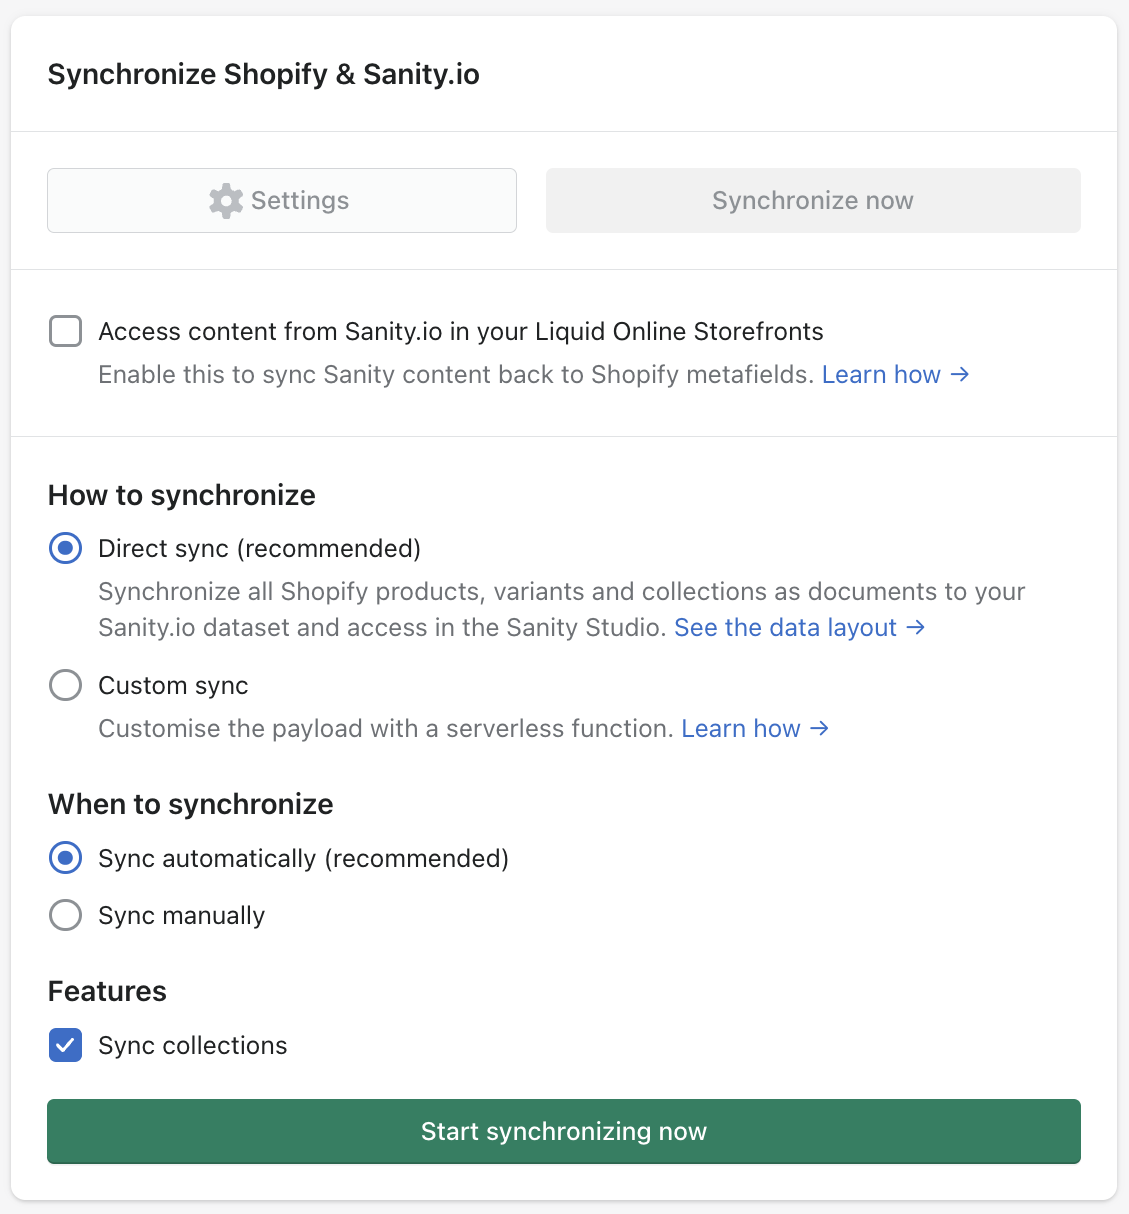 Synchronize Shopify & Sanity.io
Settings
Synchronize now
Access content from Sanity.io in your Liquid Online Storefronts
Enable this to sync Sanity content back to Shopify metafields. Learn how →
How to synchronize
Direct sync (recommended)
Synchronize all Shopify products, variants and collections as documents to your
Sanity.io dataset and access in the Sanity Studio. See the data layout →
Custom sync
Customise the payload with a serverless function. Learn how →
When to synchronize
Sync automatically (recommended)
Sync manually
Features
Sync collections
Start synchronizing now